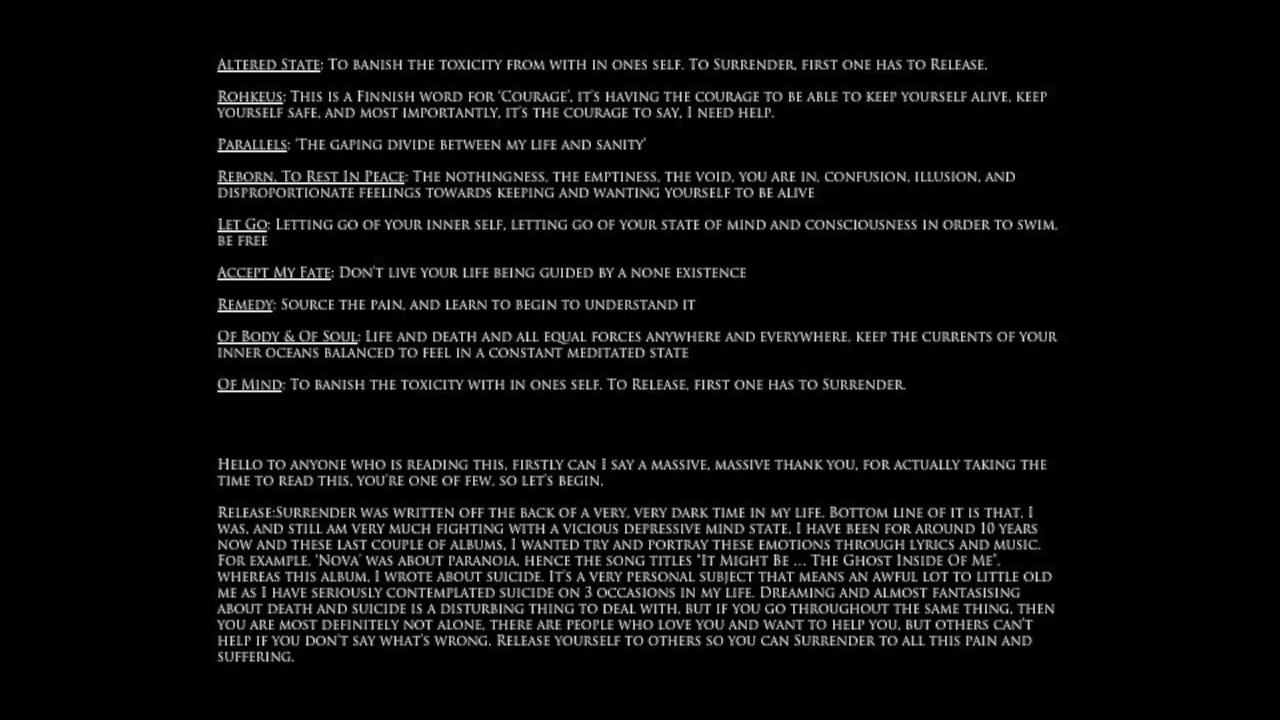 Altered State: To banish the toxicity from with in ones self. To Surrender, first one has to Release.
Rohkeus: This is a Finnish word for 'Courage', it's having the courage to be able to keep yourself alive, keep
yourself safe, and most importantly, it's the courage to say, I need help.
Parallels: 'The gaping divide between my life and sanity'
Reborn, To Rest In Peace: The nothingness, the emptiness, the void, you are in, confusion, illusion, and
disproportionate feelings towards keeping and wanting yourself to be alive
Let Go: Letting go of your inner self, letting go of your state of mind and consciousness in order to swim,
be free
Accept My Fate: Don't live your life being guided by a none existence
Remedy: Source the pain, and learn to begin to understand it
Of Body & Of Soul: Life and death and all equal forces anywhere and everywhere, keep the currents of your
inner oceans balanced to feel in a constant meditated state
Of Mind: To banish the toxicity with in ones self. To Release, first one has to Surrender.
Hello to anyone who is reading this, firstly can I say a massive, massive thank you, for actually taking the
time to read this, you're one of few, so let's begin,
Release:Surrender was written off the back of a very, very dark time in my life. Bottom line of it is that, I
was, and still am very much fighting with a vicious depressive mind state, I have been for around 10 years
now and these last couple of albums, I wanted try and portray these emotions through lyrics and music.
For example, 'Nova' was about paranoia, hence the song titles "It Might Be ... The Ghost Inside Of Me",
whereas this album, I wrote about suicide. It's a very personal subject that means an awful lot to little old
me as I have seriously contemplated suicide on 3 occasions in my life. Dreaming and almost fantasising
about death and suicide is a disturbing thing to deal with, but if you go throughout the same thing, then
you are most definitely not alone, there are people who love you and want to help you, but others can't
help if you don't say what's wrong. Release yourself to others so you can Surrender to all this pain and
suffering.